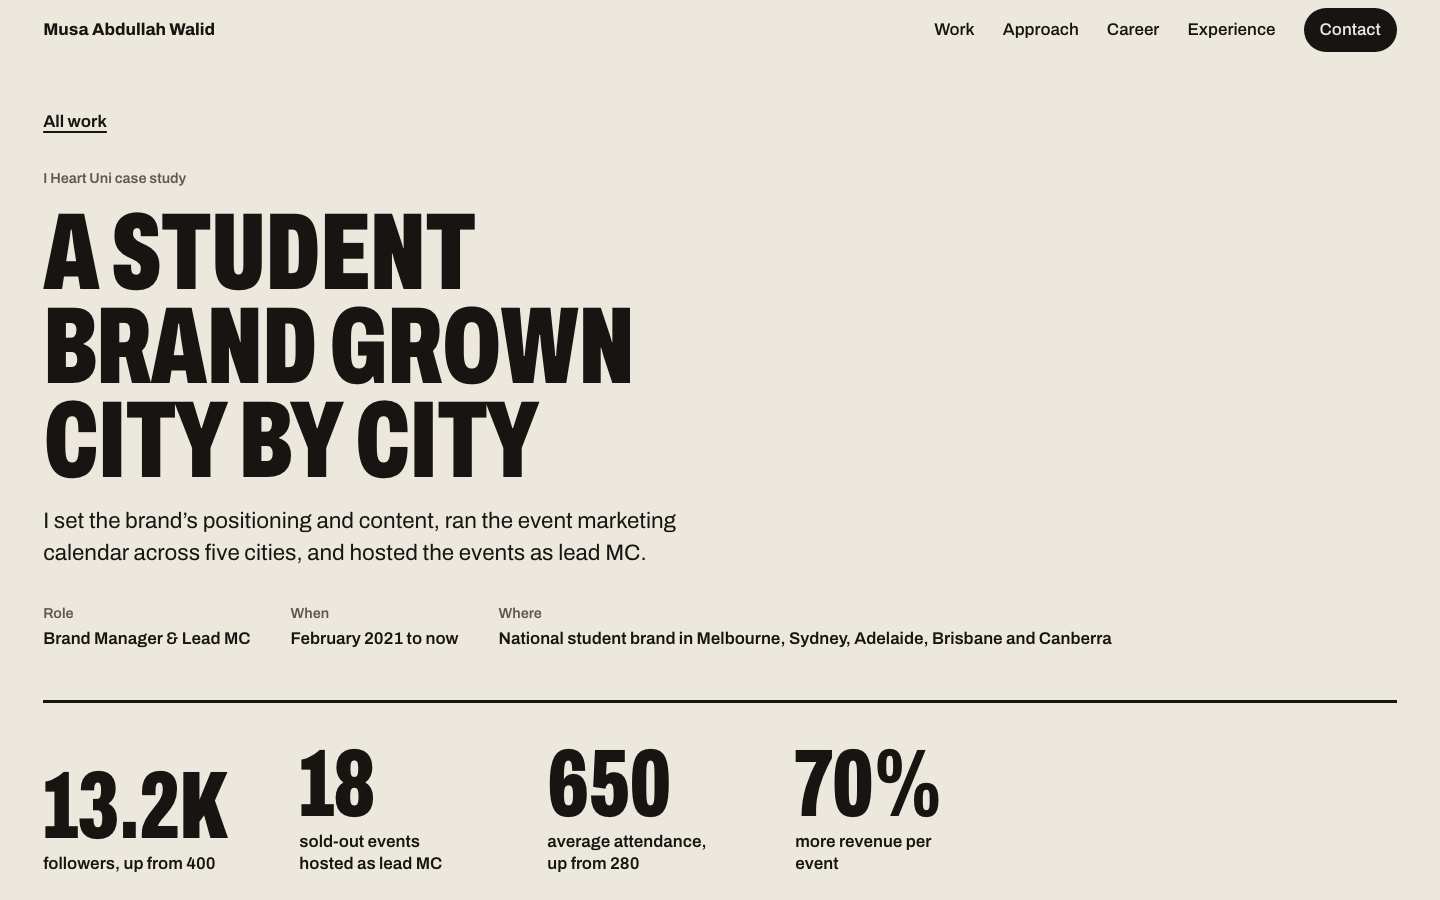 Musa Abdullah Walid
Work Approach Career Experience Contact
All work
I Heart Uni case study
A STUDENT
BRAND GROWN
CITY BY CITY
I set the brand’s positioning and content, ran the event marketing
calendar across five cities, and hosted the events as lead MC.
Role
Brand Manager & Lead MC
When
February 2021 to now
Where
National student brand in Melbourne, Sydney, Adelaide, Brisbane and Canberra
13.2K
followers, up from 400
18
sold-out events
hosted as lead MC
650
average attendance,
up from 280
70%
more revenue per
event